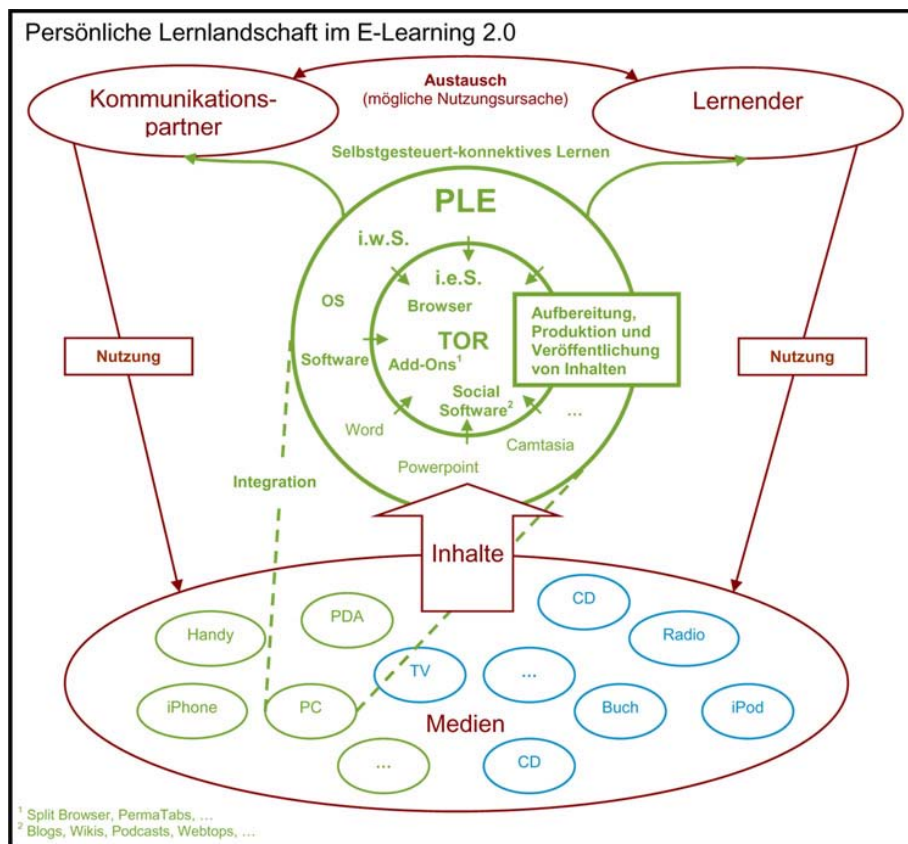 Persönliche Lernlandschaft im E-Learning 2.0
Kommunikations-
partner
Austausch
(mögliche Nutzungsursache)
Lernender
Selbstgesteuert-konnektives Lernen
PLE
i.w.S.
i.e.S.
OS
Browser
TOR
Software
Add-Ons¹
Social
Software²
Aufbereitung,
Produktion und
Veröffentlichung
von Inhalten
...
Word
Camtasia
Powerpoint
Nutzung
Nutzung
Integration
Inhalte
CD
PDA
Handy
Radio
TV
...
iPhone
PC
Buch
iPod
Medien
...
CD
¹ Split Browser, PermaTabs, ...
² Blogs, Wikis, Podcasts, Webtops, ...